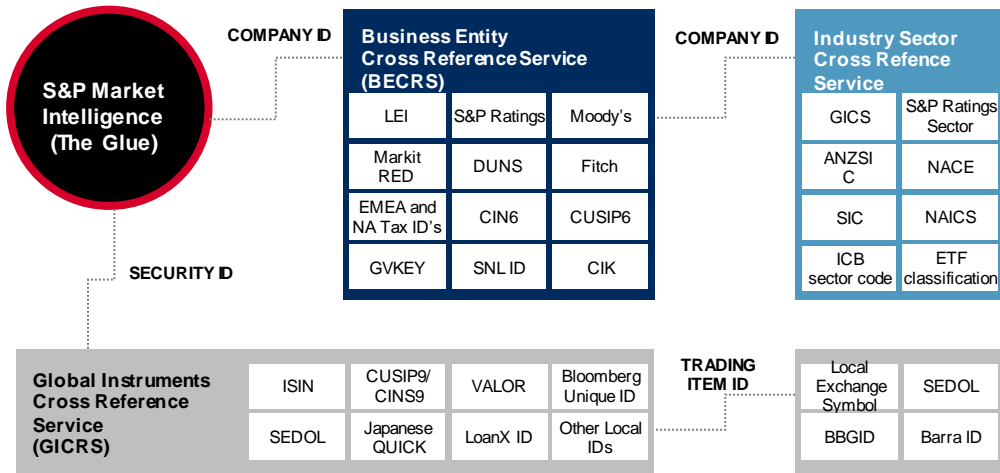 S&P Market
Intelligence
(The Glue)
COMPANY ID
Business Entity
Cross Reference Service
(BECRS)
LEI
S&P Ratings
Moody's
Markit
RED
DUNS
Fitch
EMEA and
NA Tax ID's
CIN6
CUSIP6
GVKEY
SNL ID
CIK
COMPANY ID
Industry Sector
Cross Refence
Service
GICS
S&P Ratings
Sector
ANZSI
C
NACE
SIC
NAICS
ICB
sector code
ETF
classification
SECURITY ID
Global Instruments
Cross Reference
Service
(GICRS)
ISIN
CUSIP9/
CINS9
VALOR
Bloomberg
Unique ID
SEDOL
Japanese
QUICK
LoanX ID
Other Local
IDs
TRADING
ITEM ID
Local
Exchange
Symbol
SEDOL
BBGID
Barra ID